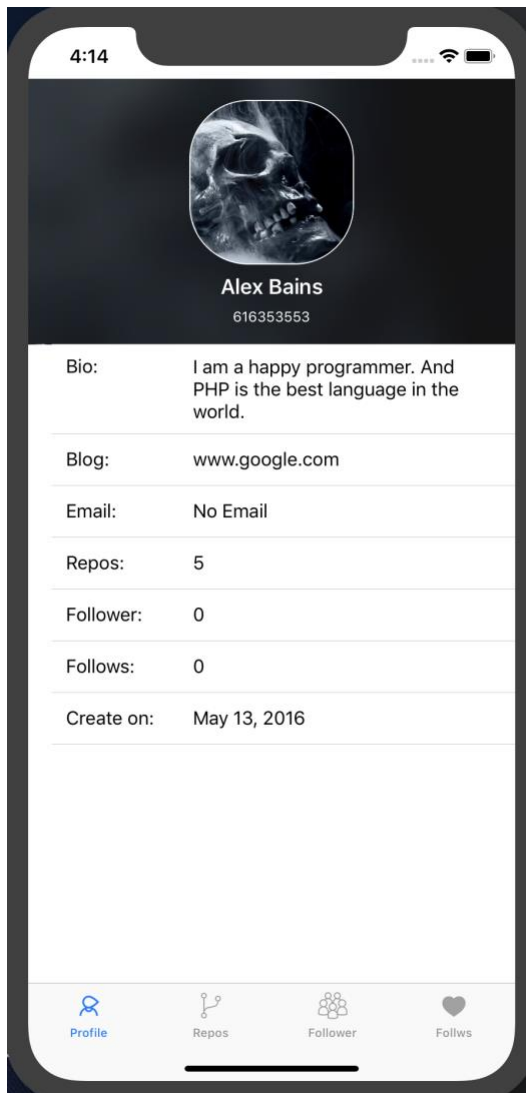 4:14
Alex Bains
616353553
Bio: I am a happy programmer. And
PHP is the best language in the
world.
Blog: www.google.com
Email: No Email
Repos: 5
Follower: 0
Follows: 0
Create on: May 13, 2016
Profile Repos Follower Follws